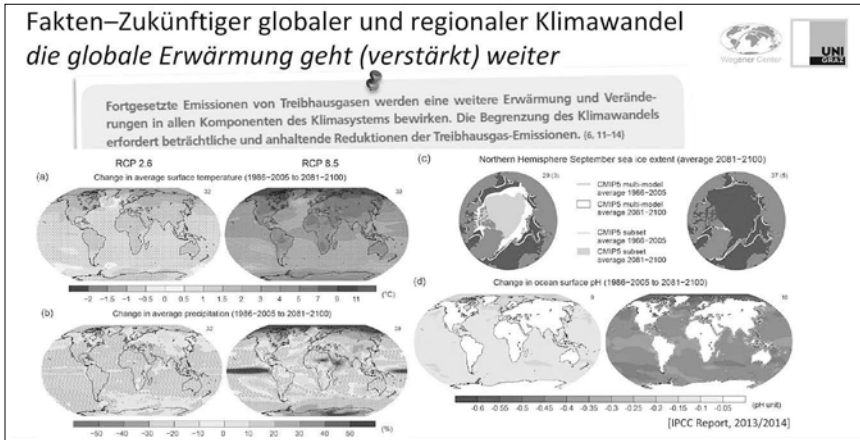 Fakten–Zukünftiger globaler und regionaler Klimawandel
die globale Erwärmung geht (verstärkt) weiter
Wegener Center
UNI
GRAZ
Fortgesetzte Emissionen von Treibhausgasen werden eine weitere Erwärmung und Verände-
rungen in allen Komponenten des Klimasystems bewirken. Die Begrenzung des Klimawandels
erfordert beträchtliche und anhaltende Reduktionen der Treibhausgas-Emissionen. (6, 11–14)
RCP 2.6
RCP 8.5
(a)
Change in average surface temperature (1986−2005 to 2081−2100)
32
39
−2 −1.5 −1 −0.5 0 0.5 1 1.5 2 3 4 5 7 9 11
(°C)
(b)
Change in average precipitation (1986−2005 to 2081−2100)
32
39
(%)
−50 −40 −30 −20 −10 0 10 20 30 40 50
(c)
Northern Hemisphere September sea ice extent (average 2081−2100)
29 (3)
37 (5)
CMIP5 multi-model
average 1986−2005
CMIP5 multi-model
average 2081−2100
CMIP5 subset
average 1986−2005
CMIP5 subset
average 2081−2100
(d)
Change in ocean surface pH (1986−2005 to 2081−2100)
9
10
(pH unit)
−0.6 −0.55 −0.5 −0.45 −0.4 −0.35 −0.3 −0.25 −0.2 −0.15 −0.1 −0.05
[IPCC Report, 2013/2014]